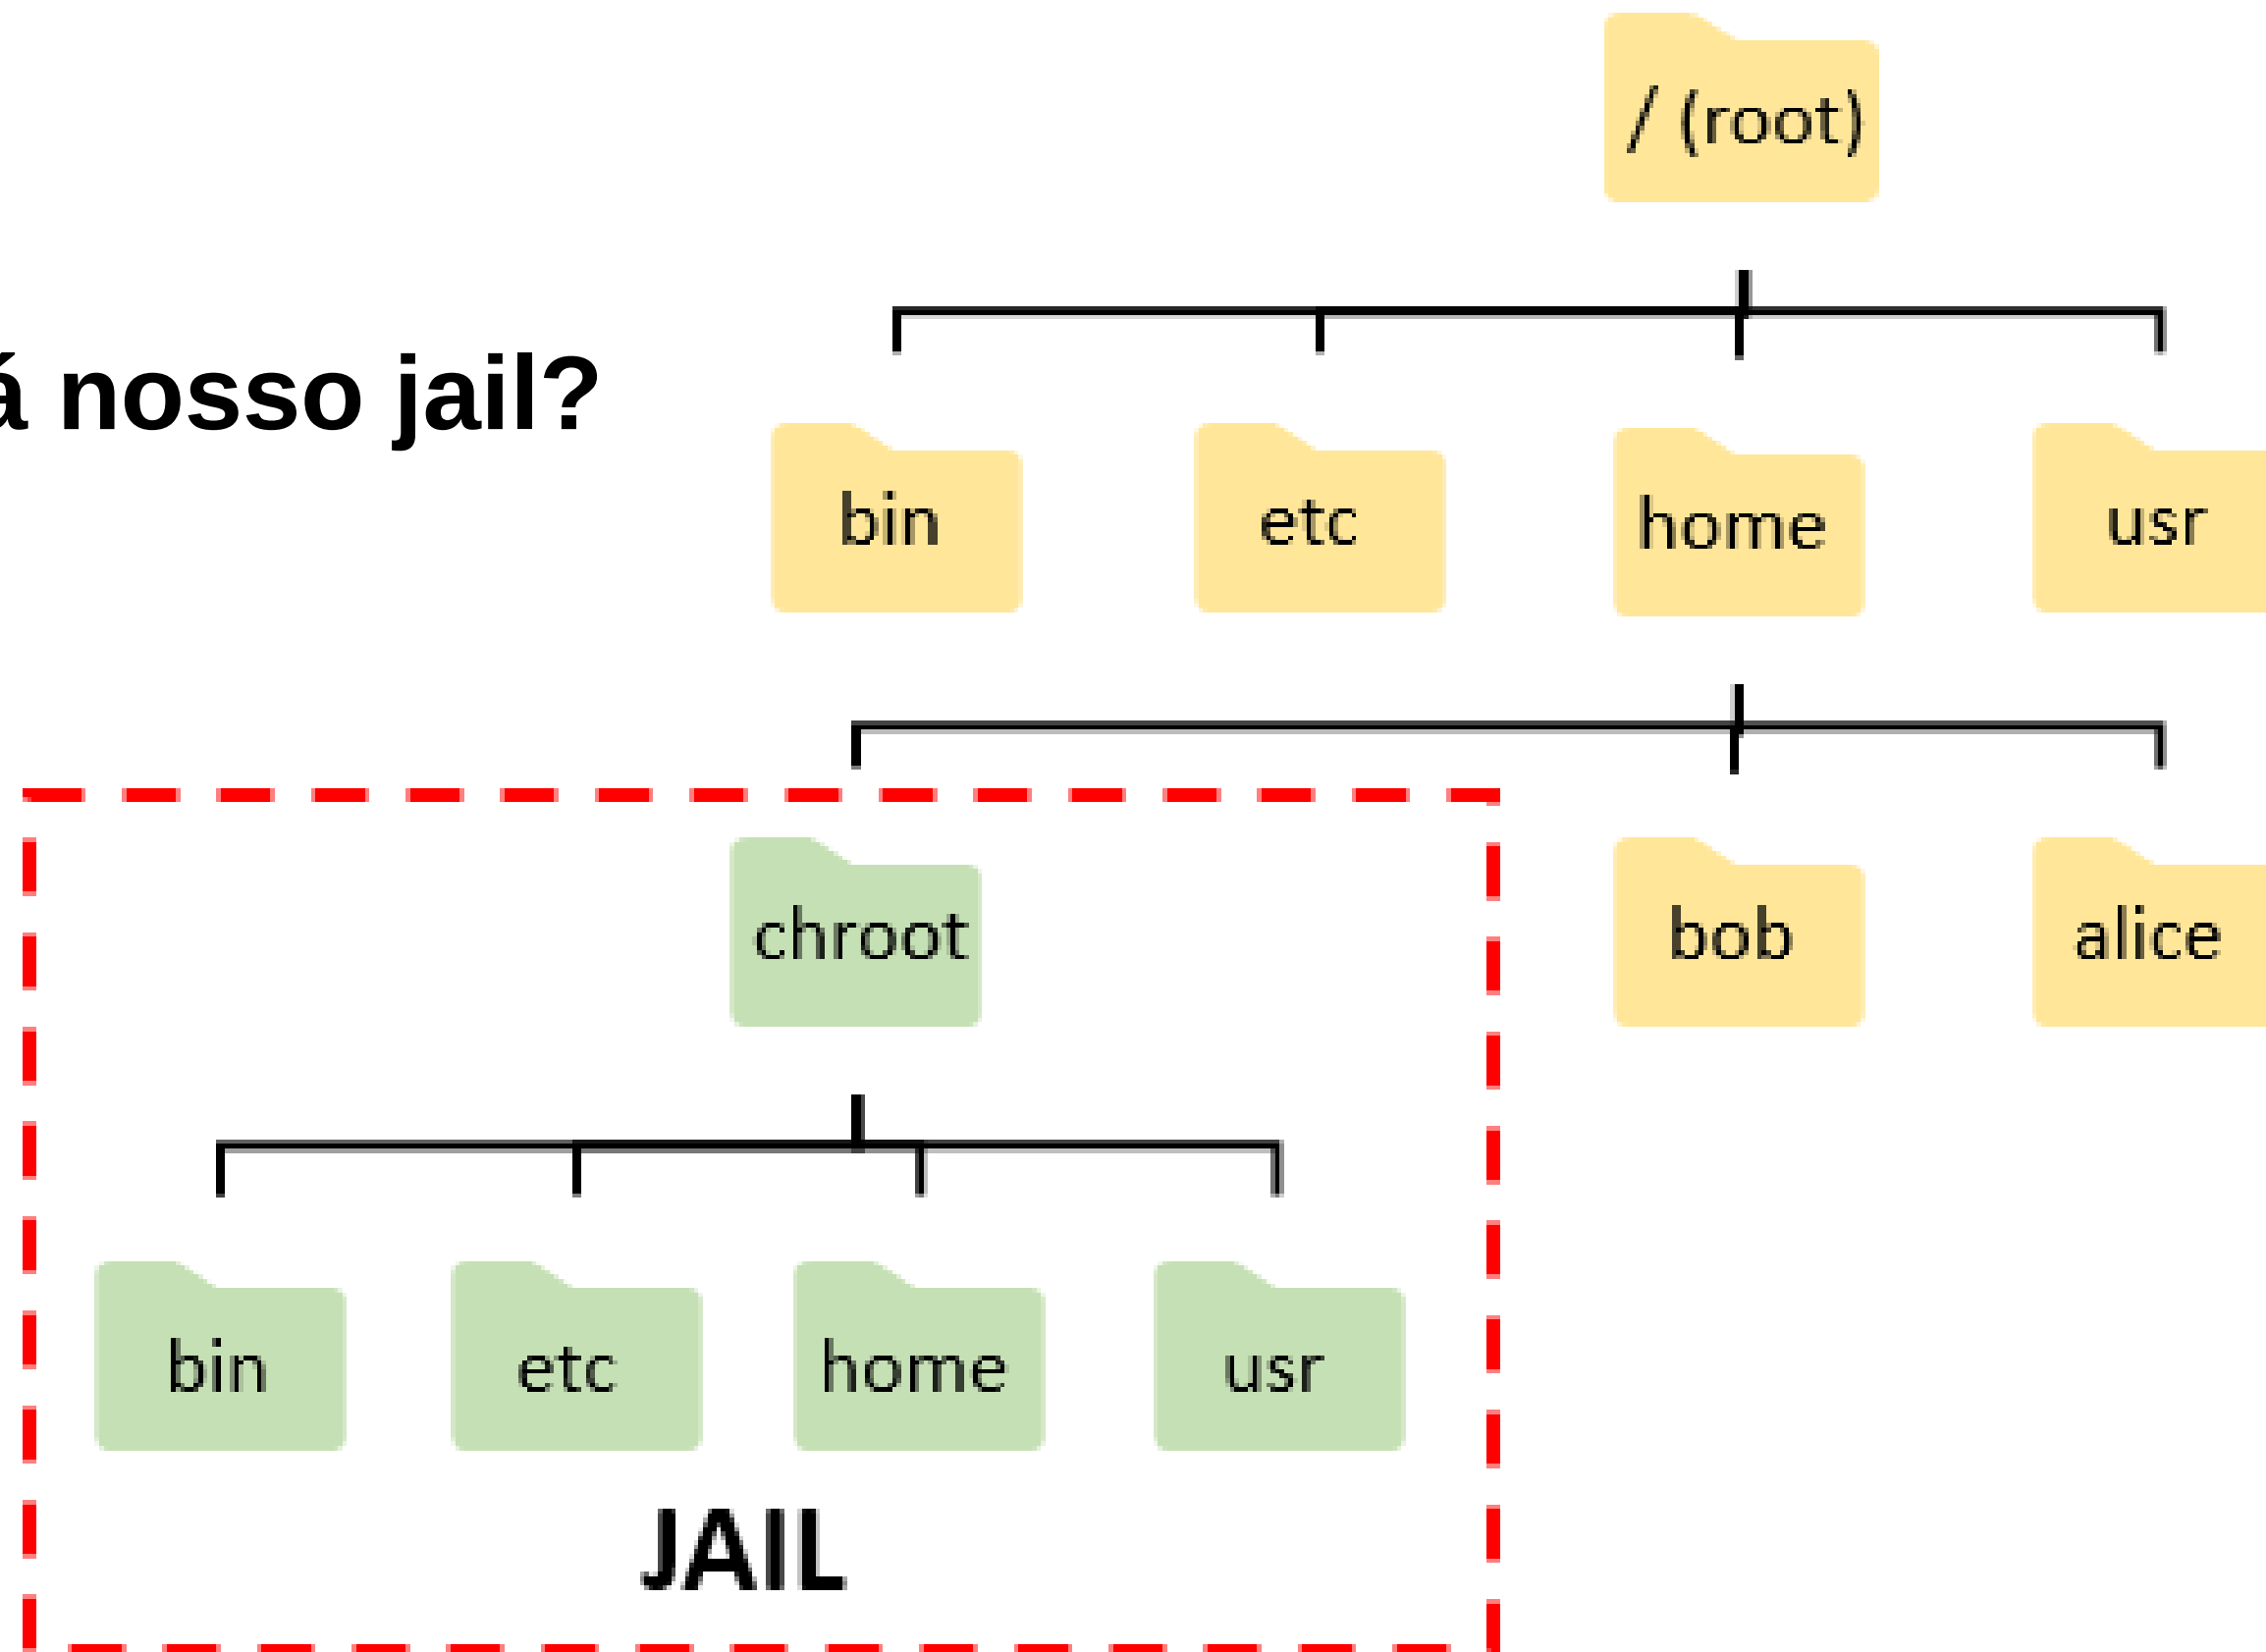 / (root)
á nosso jail?
bin etc home usr
chroot bob alice
bin etc home usr
JAIL